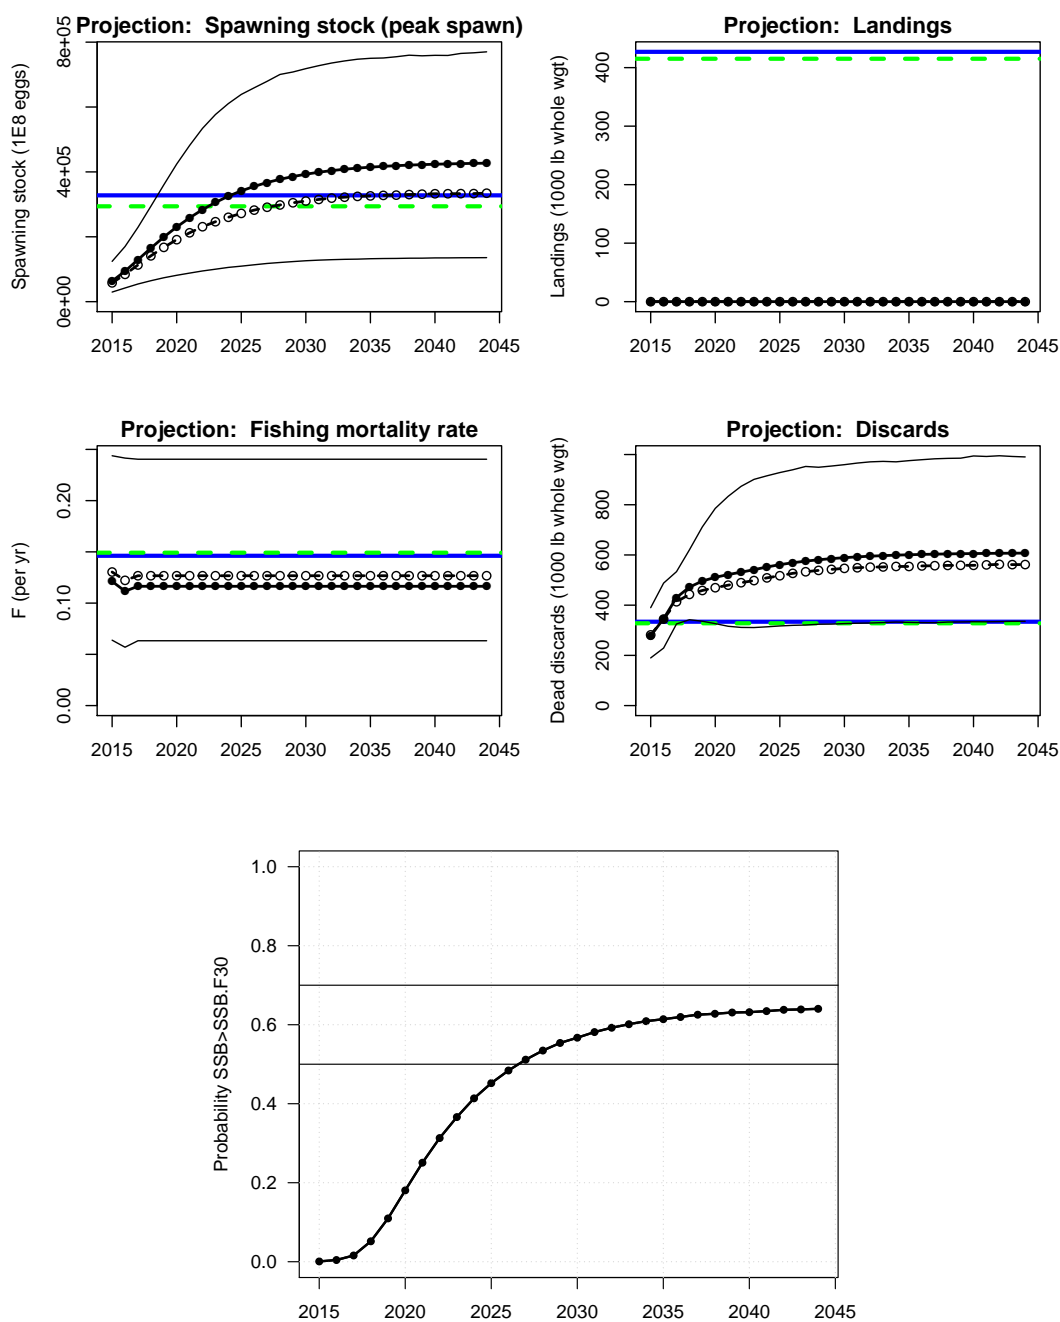 Projection: Spawning stock (peak spawn)
Spawning stock (1E8 eggs)
0e+00 4e+05 8e+05
2015 2020 2025 2030 2035 2040 2045
Projection: Landings
Landings (1000 lb whole wgt)
0 100 200 300 400
2015 2020 2025 2030 2035 2040 2045
Projection: Fishing mortality rate
F (per yr)
0.00 0.10 0.20
2015 2020 2025 2030 2035 2040 2045
Projection: Discards
Dead discards (1000 lb whole wgt)
0 200 400 600 800
2015 2020 2025 2030 2035 2040 2045
Probability SSB>SSB.F30
0.0 0.2 0.4 0.6 0.8 1.0
2015 2020 2025 2030 2035 2040 2045